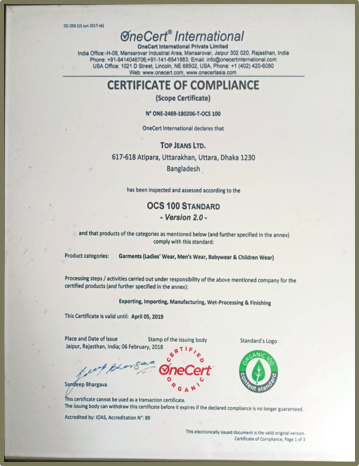 OC-059 (15 Jun 2017-ok)
OneCert® International
OneCert International Private Limited
India Office -H-08, Mansarovar Industrial Area, Mansarovar, Jaipur 302 020, Rajasthan, India
Phone: +91-9414046706,+91-141-6541883, Email: info@onecertinternational.com
USA Office: 1021 D Street, Lincoln, NE 68502, USA, Phone: +1 (402) 420-6080
Web: www.onecert.com, www.onecertasia.com
CERTIFICATE OF COMPLIANCE
(Scope Certificate)
N° ONE-2469-180206-T-OCS 100
OneCert International declares that
TOP JEANS LTD.
617-618 Atipara, Uttarakhan, Uttara, Dhaka 1230
Bangladesh
has been inspected and assessed according to the
OCS 100 STANDARD
- Version 2.0 -
and that products of the categories as mentioned below (and further specified in the annex)
comply with this standard:
Product categories: Garments (Ladies' Wear, Men's Wear, Babywear & Children Wear)
Processing steps / activities carried out under responsibility of the above mentioned company for the
certified products (and further specified in the annex):
Exporting, Importing, Manufacturing, Wet-Processing & Finishing
This Certificate is valid until: April 05, 2019
Place and Date of Issue Stamp of the issuing body Standard's Logo
Jaipur, Rajasthan, India; 06 February, 2018
CERTIFIED
OneCert
ORGANIC
ORGANIC 100
content standard
Sandeep Bhargava
This certificate cannot be used as a transaction certificate.
The issuing body can withdraw this certificate before it expires if the declared compliance is no longer guaranteed.
Accredited by: IOAS, Accreditation N°: 89
This electronically issued document is the valid original version.
Certificate of Compliance, Page 1 of 3